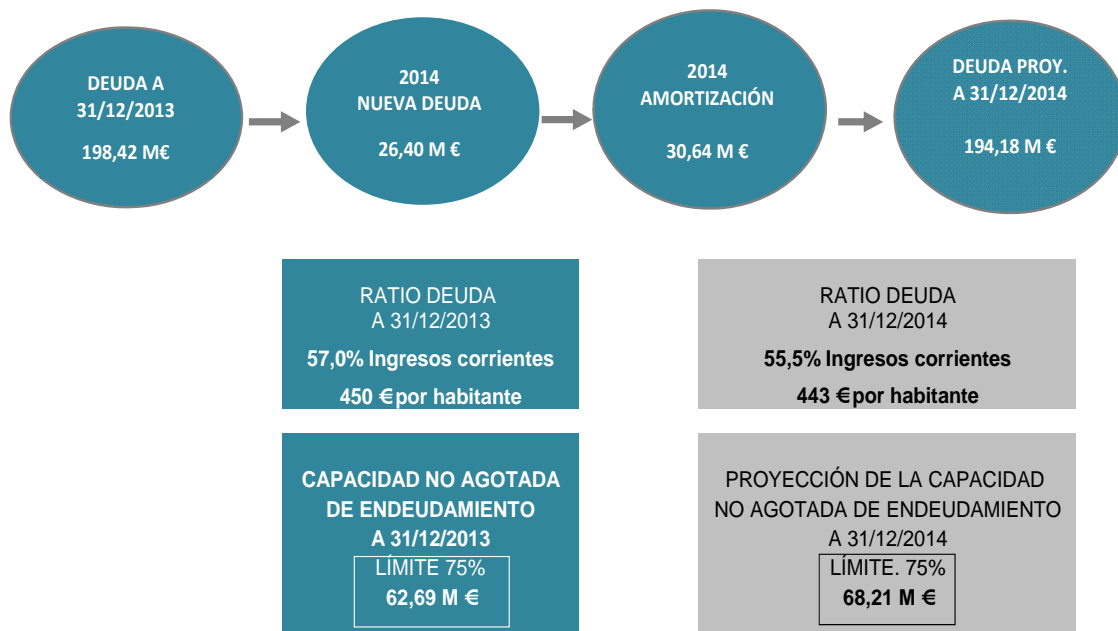 DEUDA A
31/12/2013
198,42 M€
2014
NUEVA DEUDA
26,40 M €
2014
AMORTIZACIÓN
30,64 M €
DEUDA PROY.
A 31/12/2014
194,18 M €
RATIO DEUDA
A 31/12/2013
57,0% Ingresos corrientes
450 €por habitante
RATIO DEUDA
A 31/12/2014
55,5% Ingresos corrientes
443 €por habitante
CAPACIDAD NO AGOTADA
DE ENDEUDAMIENTO
A 31/12/2013
LÍMITE 75%
62,69 M €
PROYECCIÓN DE LA CAPACIDAD
NO AGOTADA DE ENDEUDAMIENTO
A 31/12/2014
LÍMITE. 75%
68,21 M €